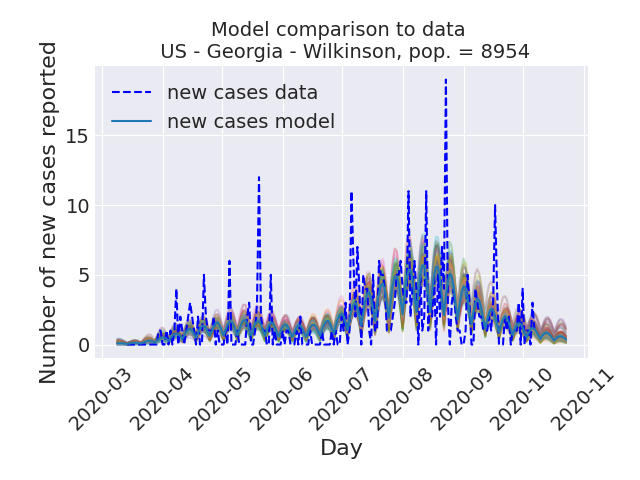 Model comparison to data
US - Georgia - Wilkinson, pop. = 8954
new cases data
new cases model
Number of new cases reported
15
10
5
0
2020-03
2020-04
2020-05
2020-06
2020-07
2020-08
2020-09
2020-10
2020-11
Day